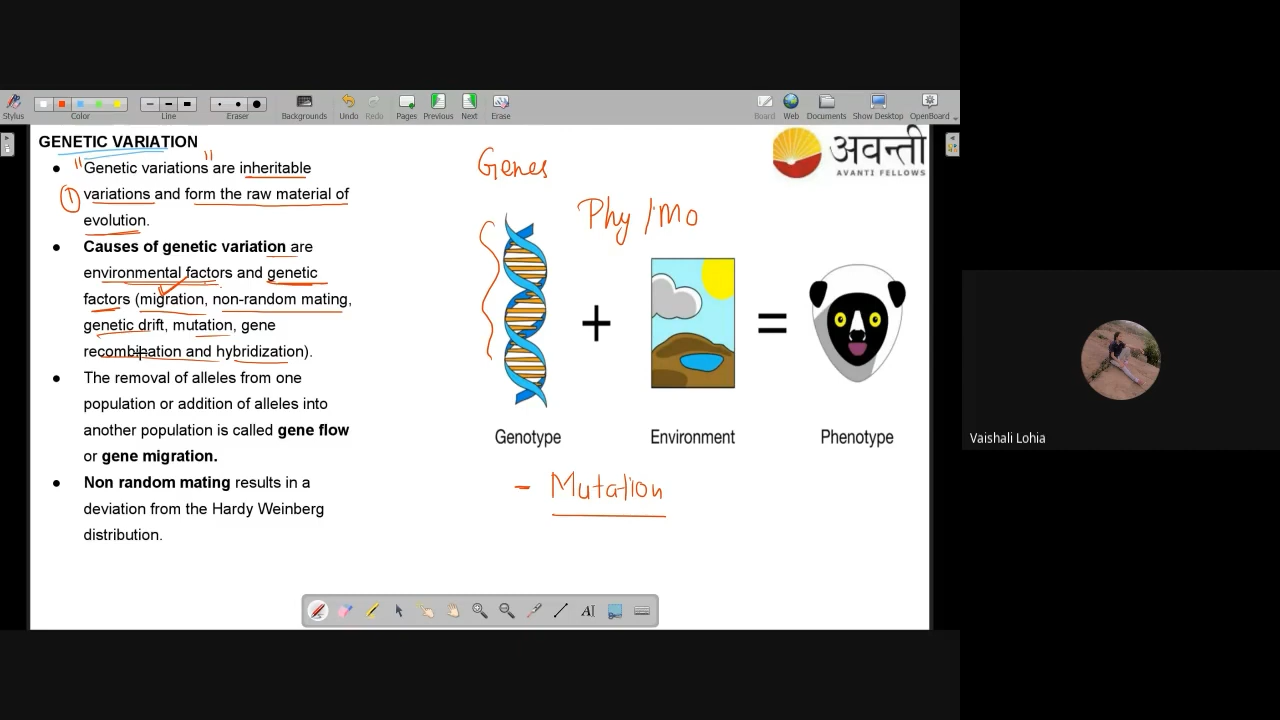 Stylus
Color
Line
Eraser
Backgrounds
Undo
Redo
Pages
Previous
Next
Erase
Board
Web
Documents
Show Desktop
OpenBoard
GENETIC VARIATION
● "Genetic variations" are inheritable
① variations and form the raw material of
evolution.
● Causes of genetic variation are
environmental factors and genetic
factors (migration, non-random mating,
genetic drift, mutation, gene
recombination and hybridization).
● The removal of alleles from one
population or addition of alleles into
another population is called gene flow
or gene migration.
● Non random mating results in a
deviation from the Hardy Weinberg
distribution.
अवन्ती
AVANTI FELLOWS
Genes
Phy / Mo
+
=
Genotype
Environment
Phenotype
- Mutation
AI
Vaishali Lohia